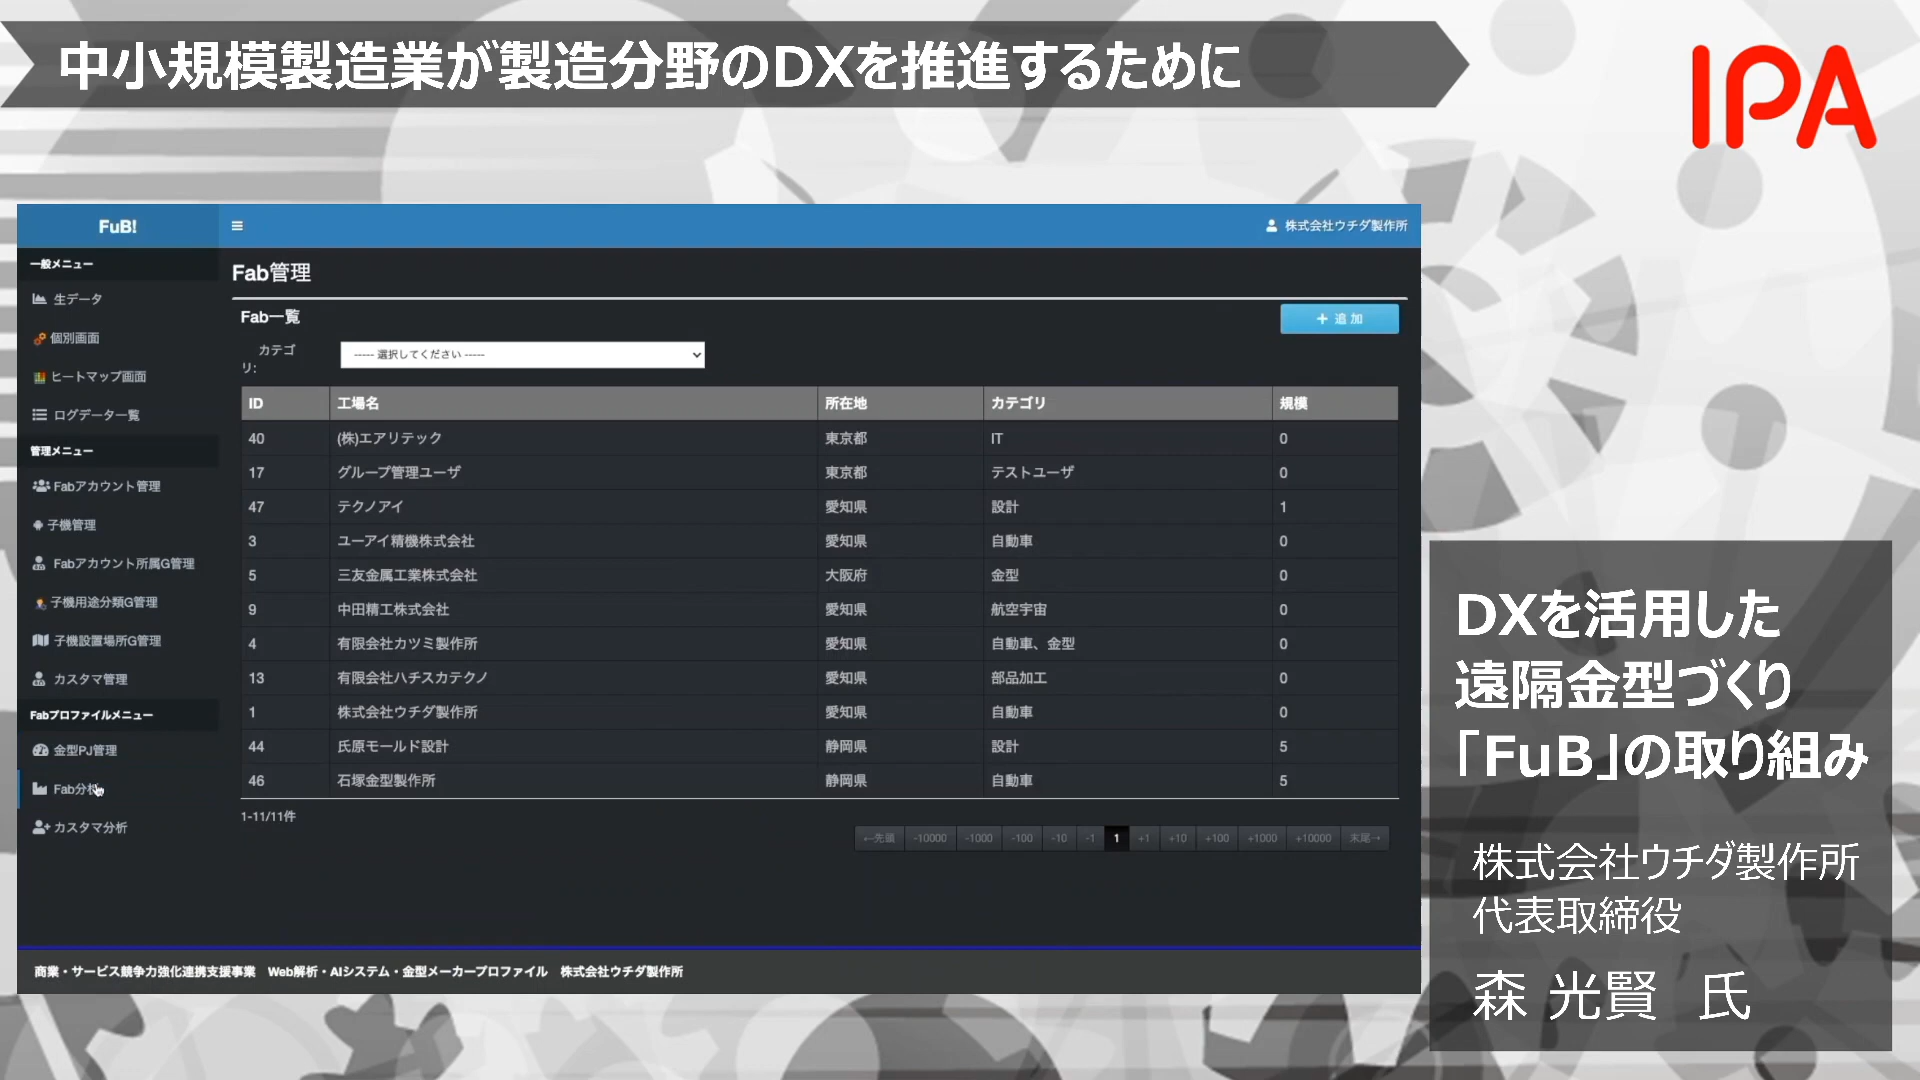 中小規模製造業が製造分野のDXを推進するために
IPA
FuB!
株式会社ウチダ製作所
一般メニュー
生データ
個別画面
ヒートマップ画面
ログデータ一覧
管理メニュー
Fabアカウント管理
子機管理
Fabアカウント所属G管理
子機用途分類G管理
子機設置場所G管理
カスタマ管理
Fabプロファイルメニュー
金型PJ管理
Fab分析
カスタマ分析
Fab管理
Fab一覧
+ 追加
カテゴ
リ:
----- 選択してください -----
ID 工場名 所在地 カテゴリ 規模
40 (株)エアリテック 東京都 IT 0
17 グループ管理ユーザ 東京都 テストユーザ 0
47 テクノアイ 愛知県 設計 1
3 ユーアイ精機株式会社 愛知県 自動車 0
5 三友金属工業株式会社 大阪府 金型 0
9 中田精工株式会社 愛知県 航空宇宙 0
4 有限会社カツミ製作所 愛知県 自動車、金型 0
13 有限会社ハチスカテクノ 愛知県 部品加工 0
1 株式会社ウチダ製作所 愛知県 自動車 0
44 氏原モールド設計 静岡県 設計 5
46 石塚金型製作所 静岡県 自動車 5
1-11/11件
←先頭 -10000 -1000 -100 -10 -1 1 +1 +10 +100 +1000 +10000 末尾→
商業・サービス競争力強化連携支援事業 Web解析・AIシステム・金型メーカープロファイル 株式会社ウチダ製作所
DXを活用した
遠隔金型づくり
「FuB」の取り組み
株式会社ウチダ製作所
代表取締役
森 光賢 氏